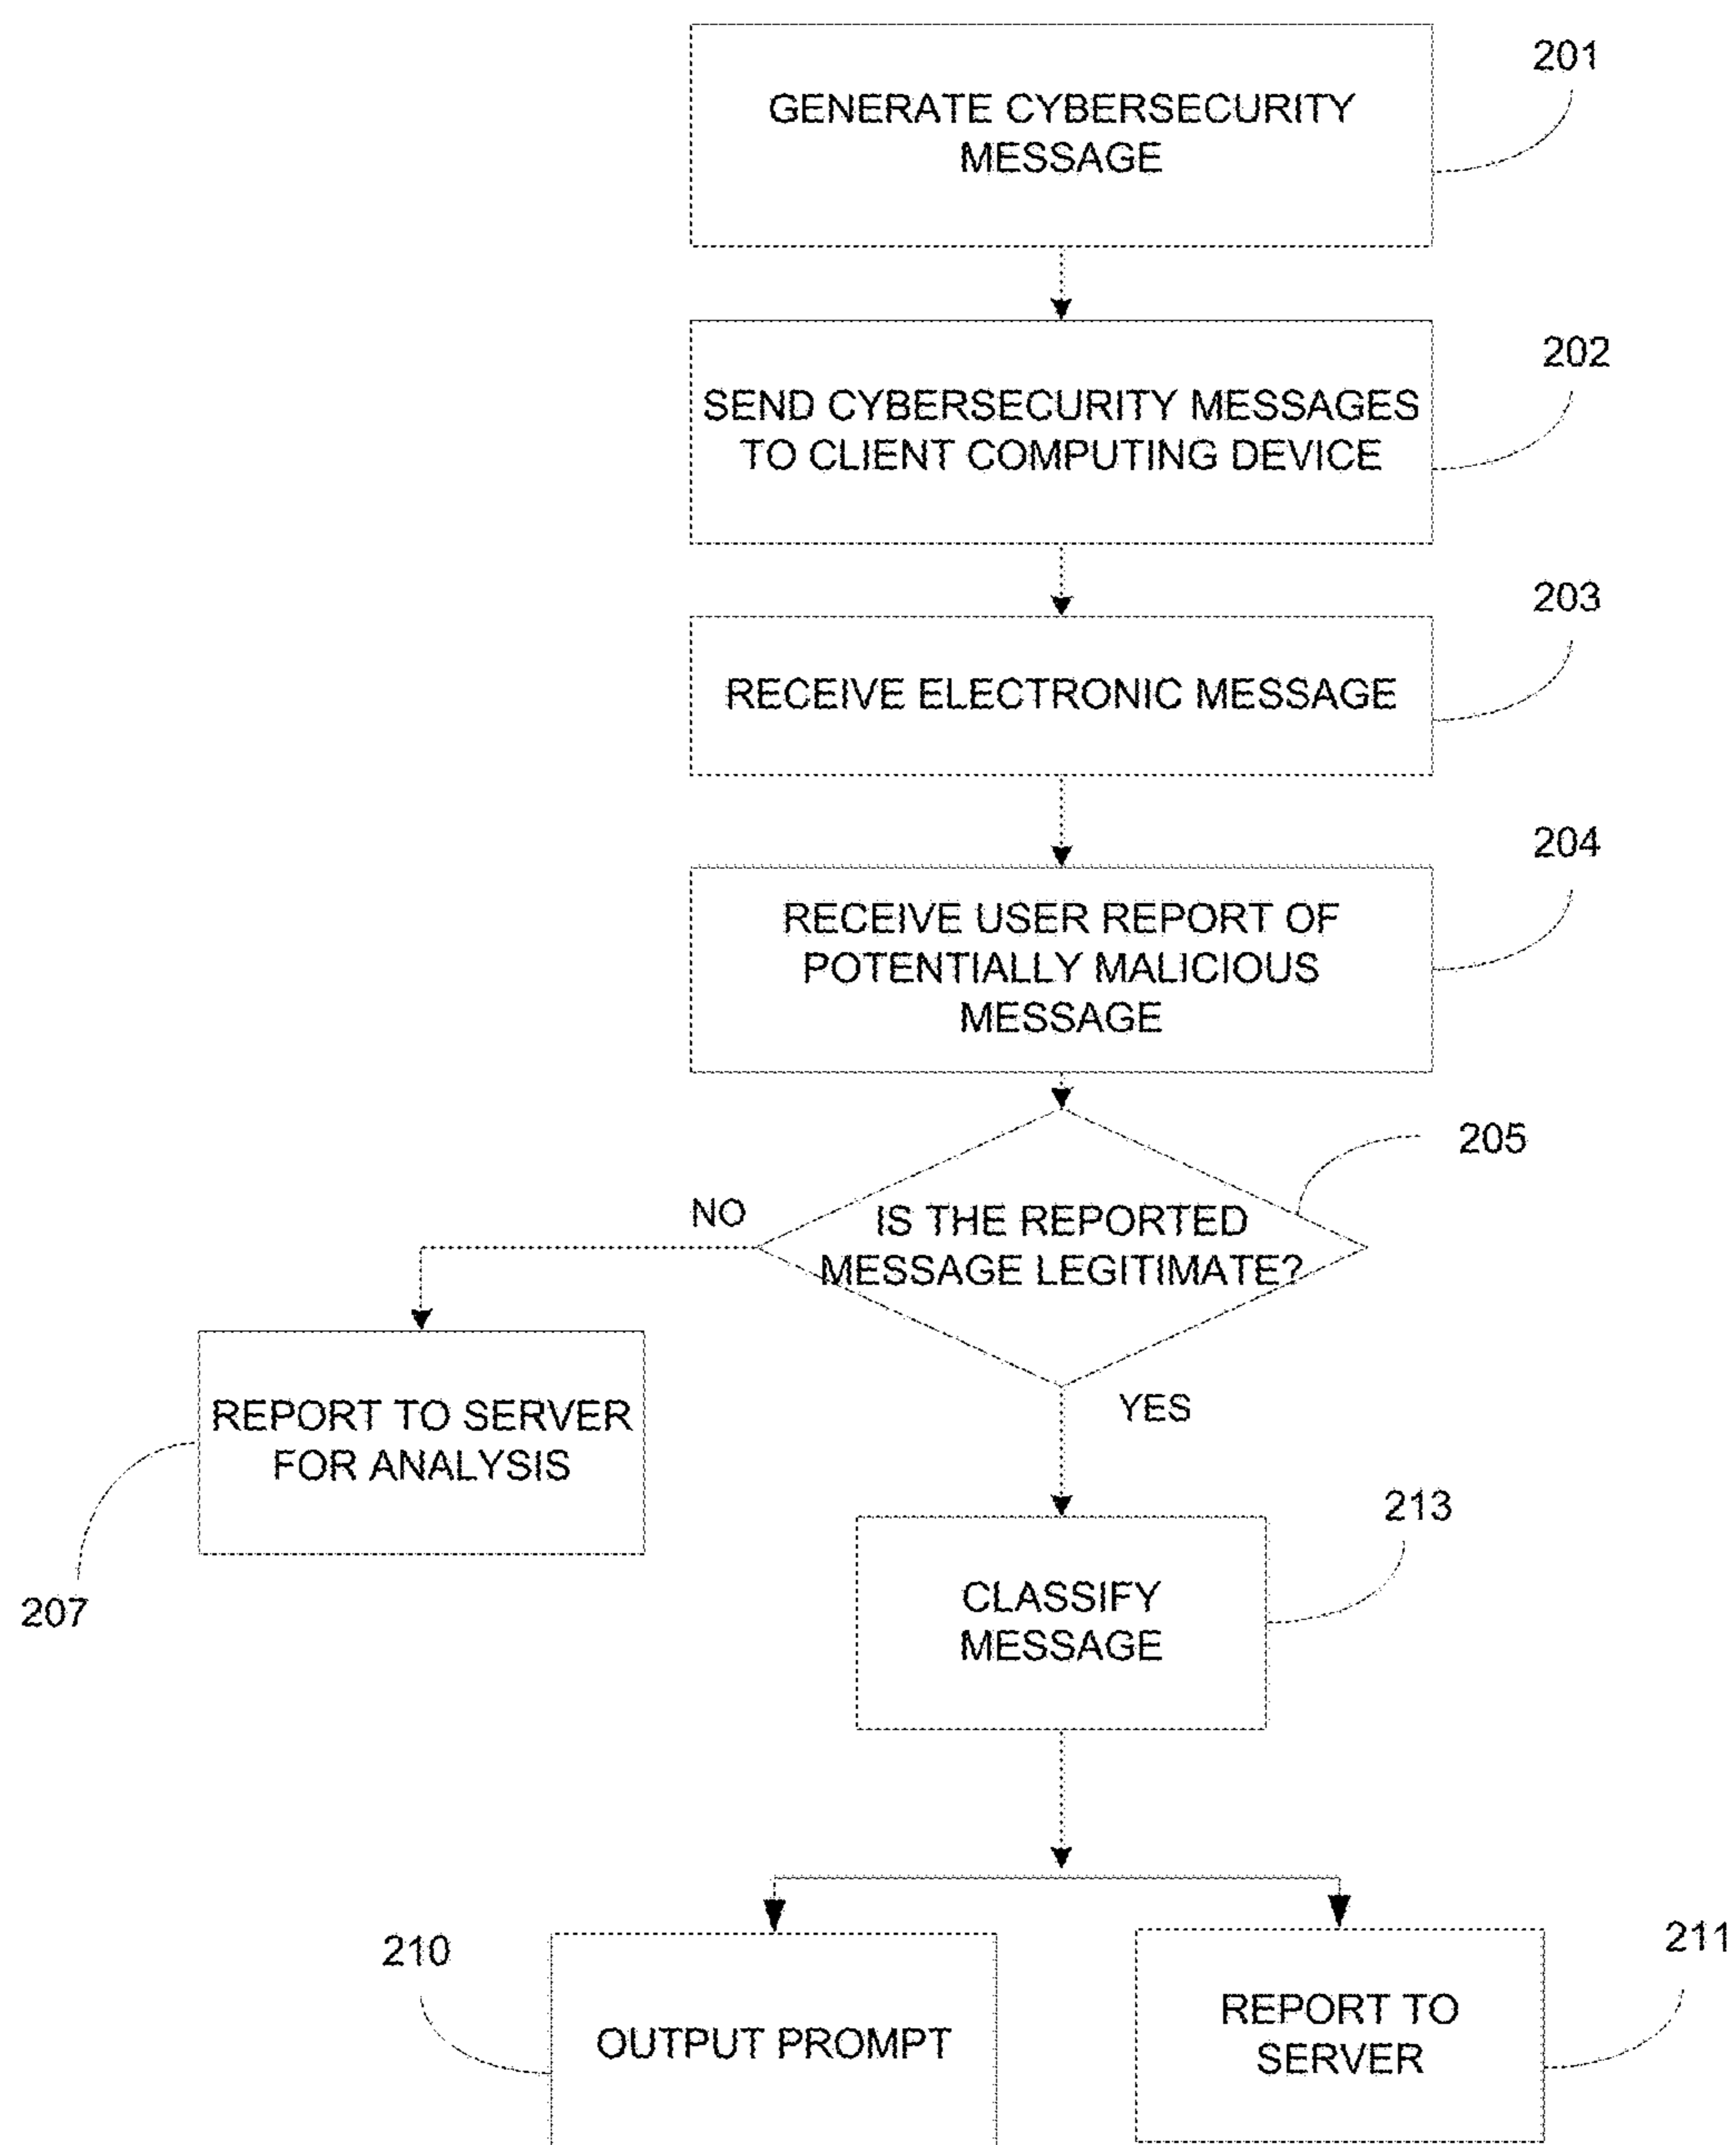 201
GENERATE CYBERSECURITY
MESSAGE
202
SEND CYBERSECURITY MESSAGES
TO CLIENT COMPUTING DEVICE
203
RECEIVE ELECTRONIC MESSAGE
204
RECEIVE USER REPORT OF
POTENTIALLY MALICIOUS
MESSAGE
205
NO
IS THE REPORTED
MESSAGE LEGITIMATE?
YES
REPORT TO SERVER
FOR ANALYSIS
207
213
CLASSIFY
MESSAGE
210
OUTPUT PROMPT
211
REPORT TO
SERVER